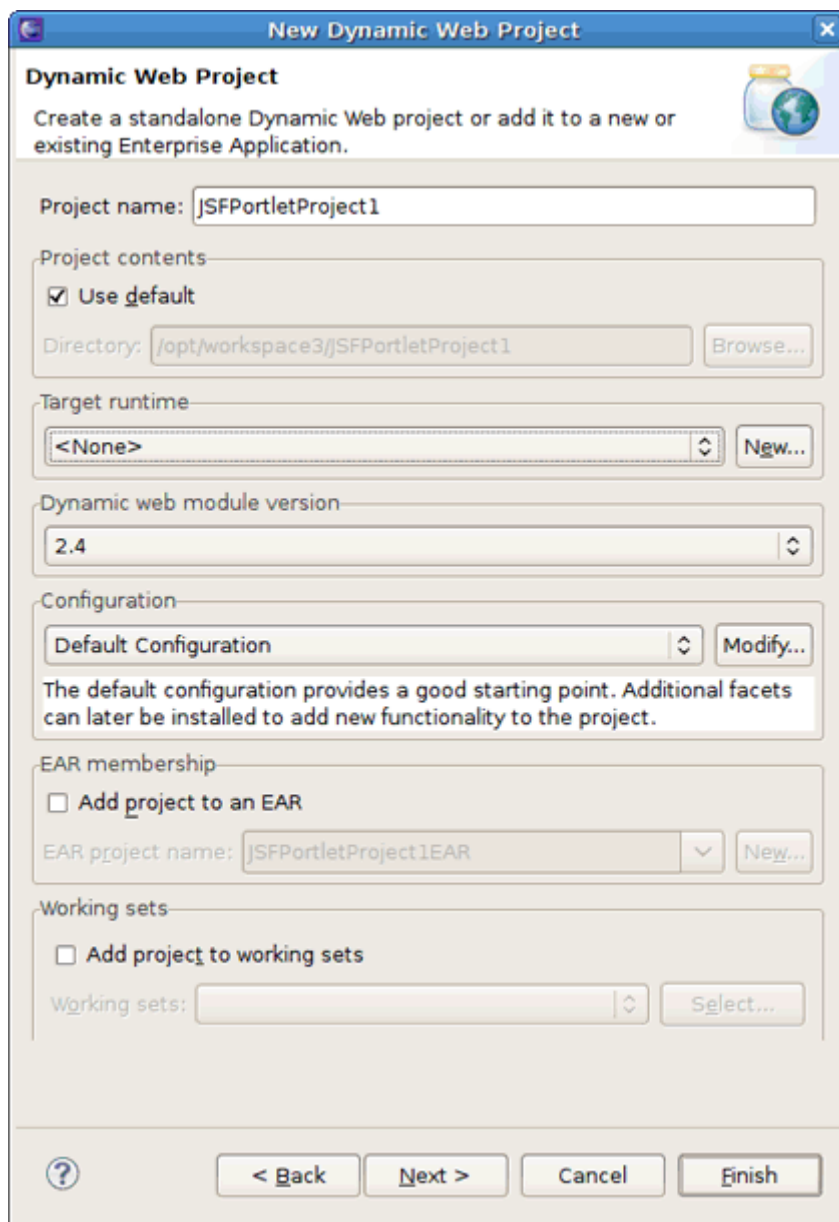 New Dynamic Web Project
Dynamic Web Project
Create a standalone Dynamic Web project or add it to a new or
existing Enterprise Application.
Project name: JSFPortletProject1
Project contents
Use default
Directory: /opt/workspace3/JSFPortletProject1 Browse...
Target runtime
<None> New...
Dynamic web module version
2.4
Configuration
Default Configuration Modify...
The default configuration provides a good starting point. Additional facets
can later be installed to add new functionality to the project.
EAR membership
Add project to an EAR
EAR project name: JSFPortletProject1EAR New...
Working sets
Add project to working sets
Working sets: Select...
? < Back Next > Cancel Finish